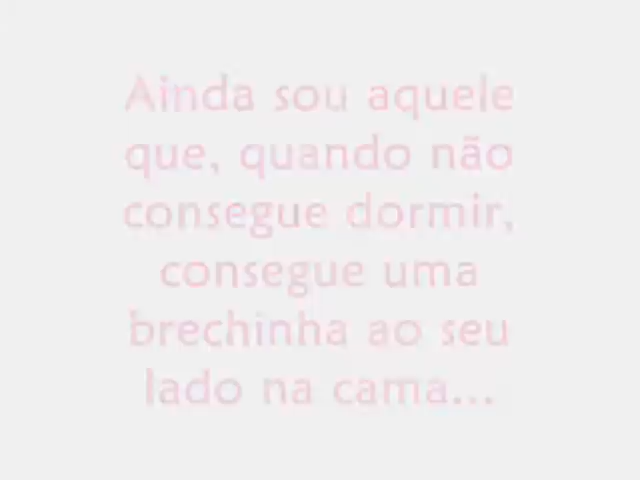 Ainda sou aquele
que, quando não
consegue dormir,
consegue uma
brechinha ao seu
lado na cama...